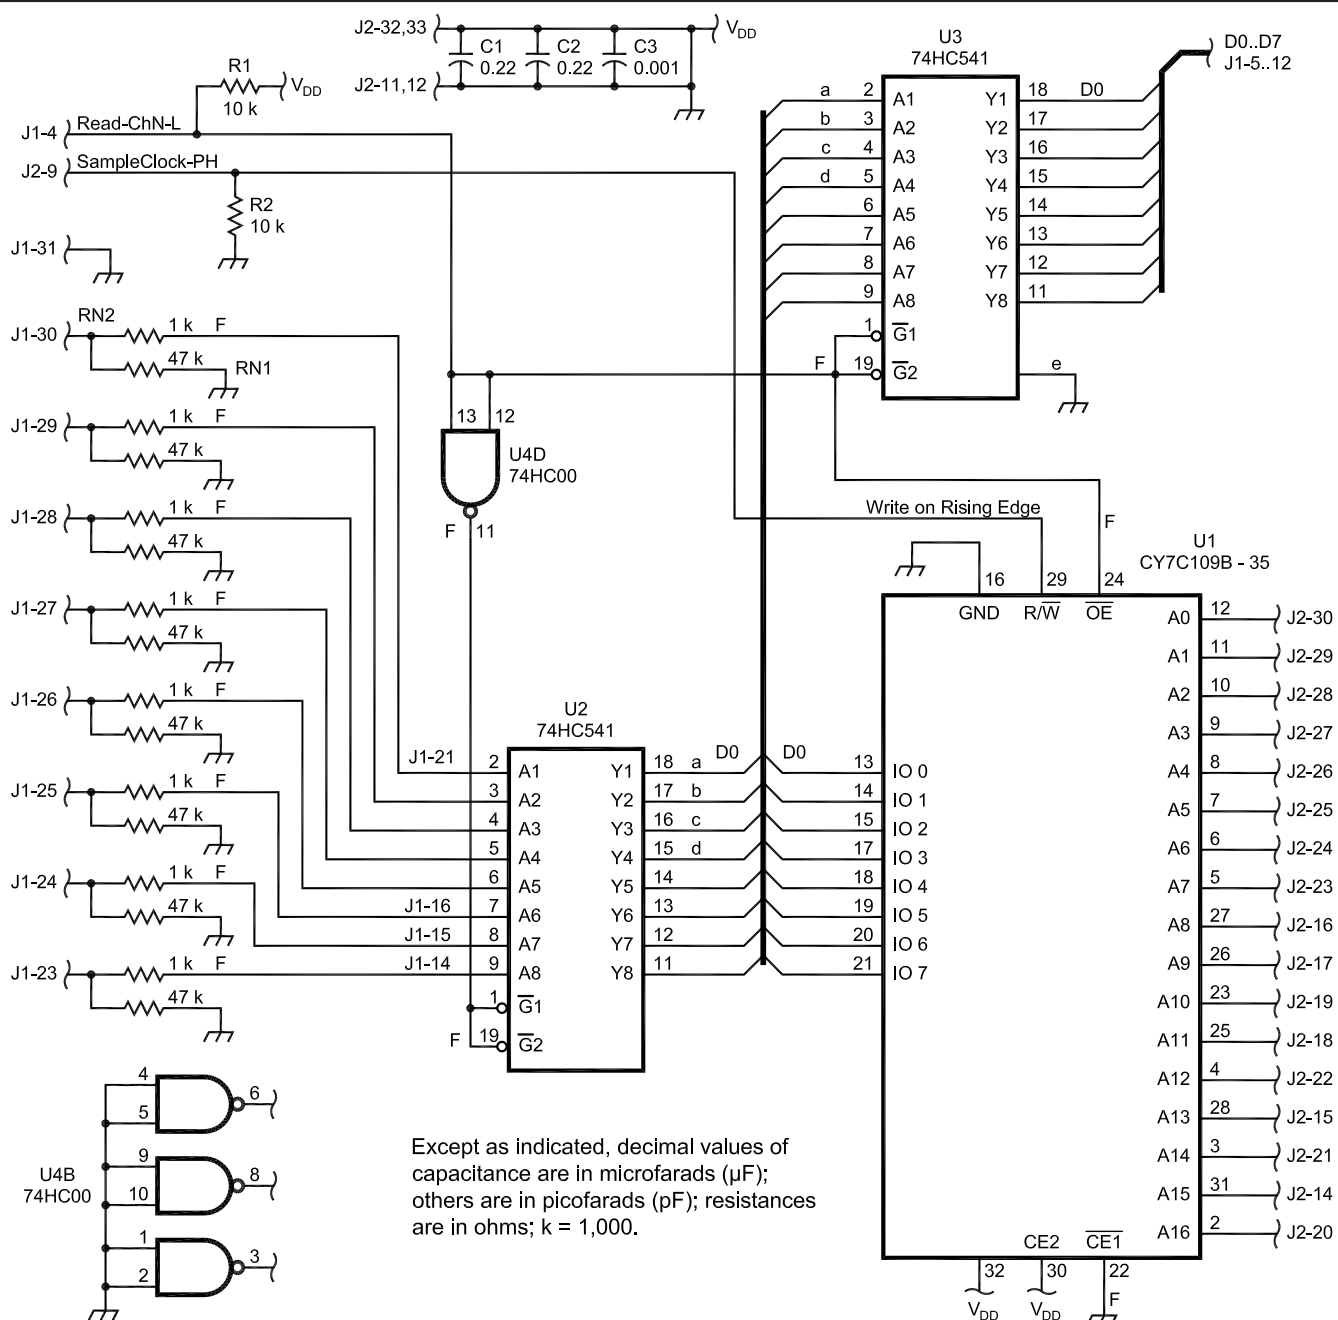 J2-32,33
J2-11,12
C1
0.22
C2
0.22
C3
0.001
VDD
R1
10 k
VDD
J1-4
Read-ChN-L
J2-9
SampleClock-PH
R2
10 k
J1-31
U3
74HC541
D0..D7
J1-5..12
a 2 A1 Y1 18 D0
b 3 A2 Y2 17
c 4 A3 Y3 16
d 5 A4 Y4 15
6 A5 Y5 14
7 A6 Y6 13
8 A7 Y7 12
9 A8 Y8 11
1 G1
F 19 G2 e
J1-30 RN2 1 k F
47 k RN1
J1-29 1 k F
47 k
J1-28 1 k F
47 k
J1-27 1 k F
47 k
J1-26 1 k F
47 k
J1-25 1 k F
47 k
J1-24 1 k F
47 k
J1-23 1 k F
47 k
13 12
U4D
74HC00
F 11
Write on Rising Edge
F
U2
74HC541
J1-21 2 A1 Y1 18 a D0
3 A2 Y2 17 b
4 A3 Y3 16 c
5 A4 Y4 15 d
6 A5 Y5 14
J1-16 7 A6 Y6 13
J1-15 8 A7 Y7 12
J1-14 9 A8 Y8 11
1 G1
F 19 G2
U1
CY7C109B - 35
16 29 24
GND R/W OE
D0 13 IO 0
14 IO 1
15 IO 2
17 IO 3
18 IO 4
19 IO 5
20 IO 6
21 IO 7
A0 12 J2-30
A1 11 J2-29
A2 10 J2-28
A3 9 J2-27
A4 8 J2-26
A5 7 J2-25
A6 6 J2-24
A7 5 J2-23
A8 27 J2-16
A9 26 J2-17
A10 23 J2-19
A11 25 J2-18
A12 4 J2-22
A13 28 J2-15
A14 3 J2-21
A15 31 J2-14
A16 2 J2-20
CE2 CE1
32 30 22
VDD VDD F
U4B
74HC00
4 5 6
9 10 8
1 2 3
Except as indicated, decimal values of
capacitance are in microfarads (µF);
others are in picofarads (pF); resistances
are in ohms; k = 1,000.